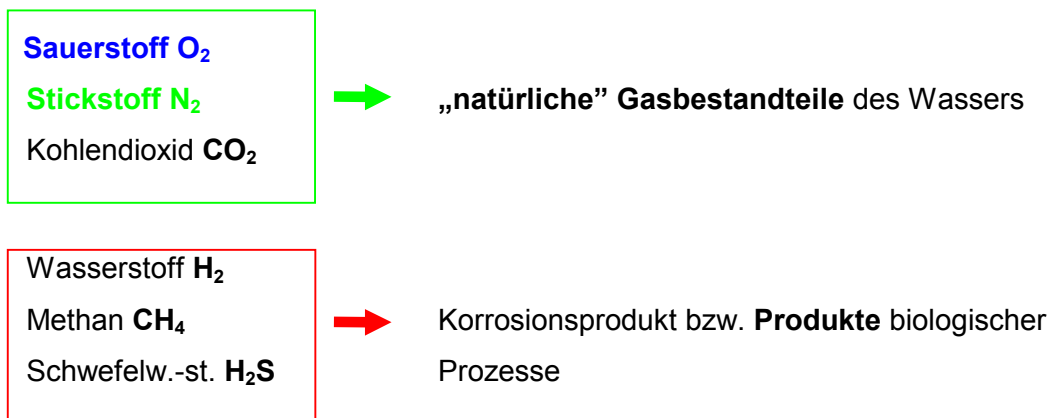 Sauerstoff O₂
Stickstoff N₂ „natürliche” Gasbestandteile des Wassers
Kohlendioxid CO₂
Wasserstoff H₂
Methan CH₄ Korrosionsprodukt bzw. Produkte biologischer
Schwefelw.-st. H₂S Prozesse